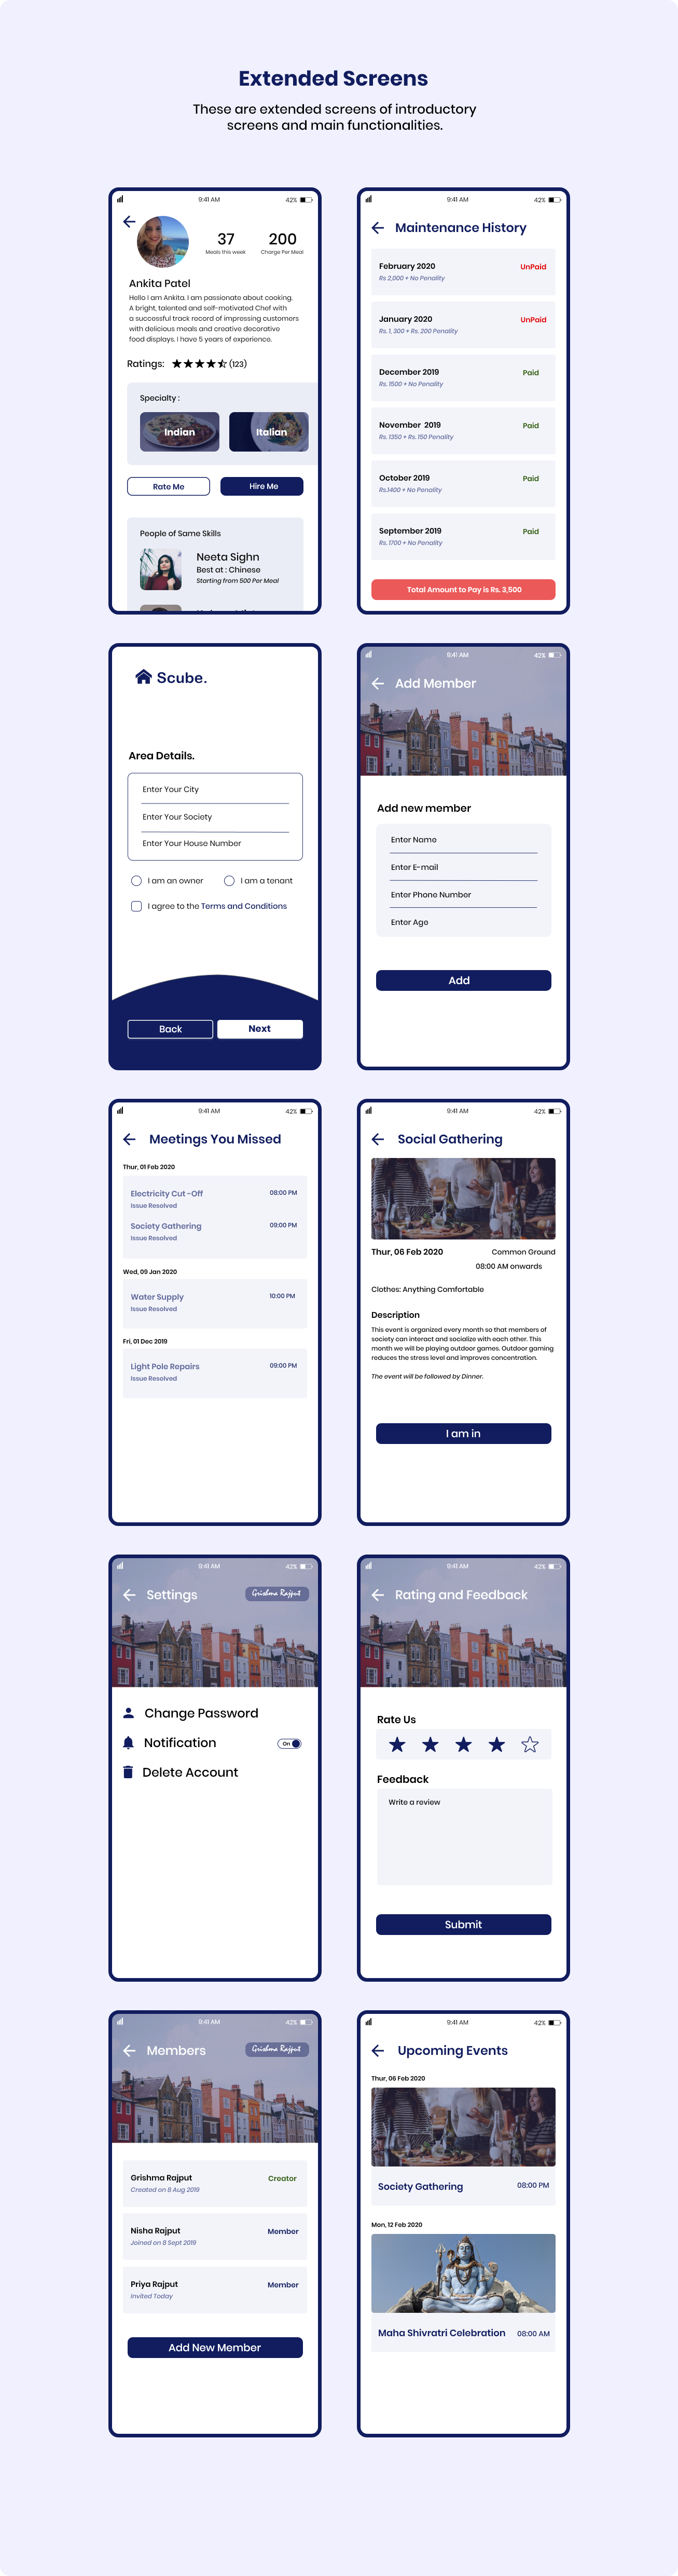 Extended Screens
These are extended screens of introductory
screens and main functionalities.
9:41 AM
42%
37
200
Meals this week
Charge Per Meal
Ankita Patel
Hello I am Ankita. I am passionate about cooking.
A bright, talented and self-motivated Chef with
a successful track record of impressing customers
with delicious meals and creative decorative
food displays. I have 5 years of experience.
Ratings: (123)
Specialty :
Indian
Italian
Rate Me
Hire Me
People of Same Skills
Neeta Sighn
Best at : Chinese
Starting from 500 Per Meal
9:41 AM
42%
Maintenance History
February 2020
UnPaid
Rs 2,000 + No Penality
January 2020
UnPaid
Rs. 1, 300 + Rs. 200 Penality
December 2019
Paid
Rs. 1500 + No Penality
November 2019
Paid
Rs. 1350 + Rs. 150 Penality
October 2019
Paid
Rs.1400 + No Penality
September 2019
Paid
Rs. 1700 + No Penality
Total Amount to Pay is Rs. 3,500
Scube.
Area Details.
Enter Your City
Enter Your Society
Enter Your House Number
I am an owner
I am a tenant
I agree to the Terms and Conditions
Back
Next
9:41 AM
42%
Add Member
Add new member
Enter Name
Enter E-mail
Enter Phone Number
Enter Age
Add
9:41 AM
42%
Meetings You Missed
Thur, 01 Feb 2020
Electricity Cut -Off
08:00 PM
Issue Resolved
Society Gathering
09:00 PM
Issue Resolved
Wed, 09 Jan 2020
Water Supply
10:00 PM
Issue Resolved
Fri, 01 Dec 2019
Light Pole Repairs
09:00 PM
Issue Resolved
9:41 AM
42%
Social Gathering
Thur, 06 Feb 2020
Common Ground
08:00 AM onwards
Clothes: Anything Comfortable
Description
This event is organized every month so that members of
society can interact and socialize with each other. This
month we will be playing outdoor games. Outdoor gaming
reduces the stress level and improves concentration.
The event will be followed by Dinner.
I am in
9:41 AM
42%
Settings
Grishma Rajput
Change Password
Notification
On
Delete Account
9:41 AM
42%
Rating and Feedback
Rate Us
Feedback
Write a review
Submit
9:41 AM
42%
Members
Grishma Rajput
Grishma Rajput
Creator
Created on 8 Aug 2019
Nisha Rajput
Member
Joined on 8 Sept 2019
Priya Rajput
Member
Invited Today
Add New Member
9:41 AM
42%
Upcoming Events
Thur, 06 Feb 2020
Society Gathering
08:00 PM
Mon, 12 Feb 2020
Maha Shivratri Celebration
08:00 AM